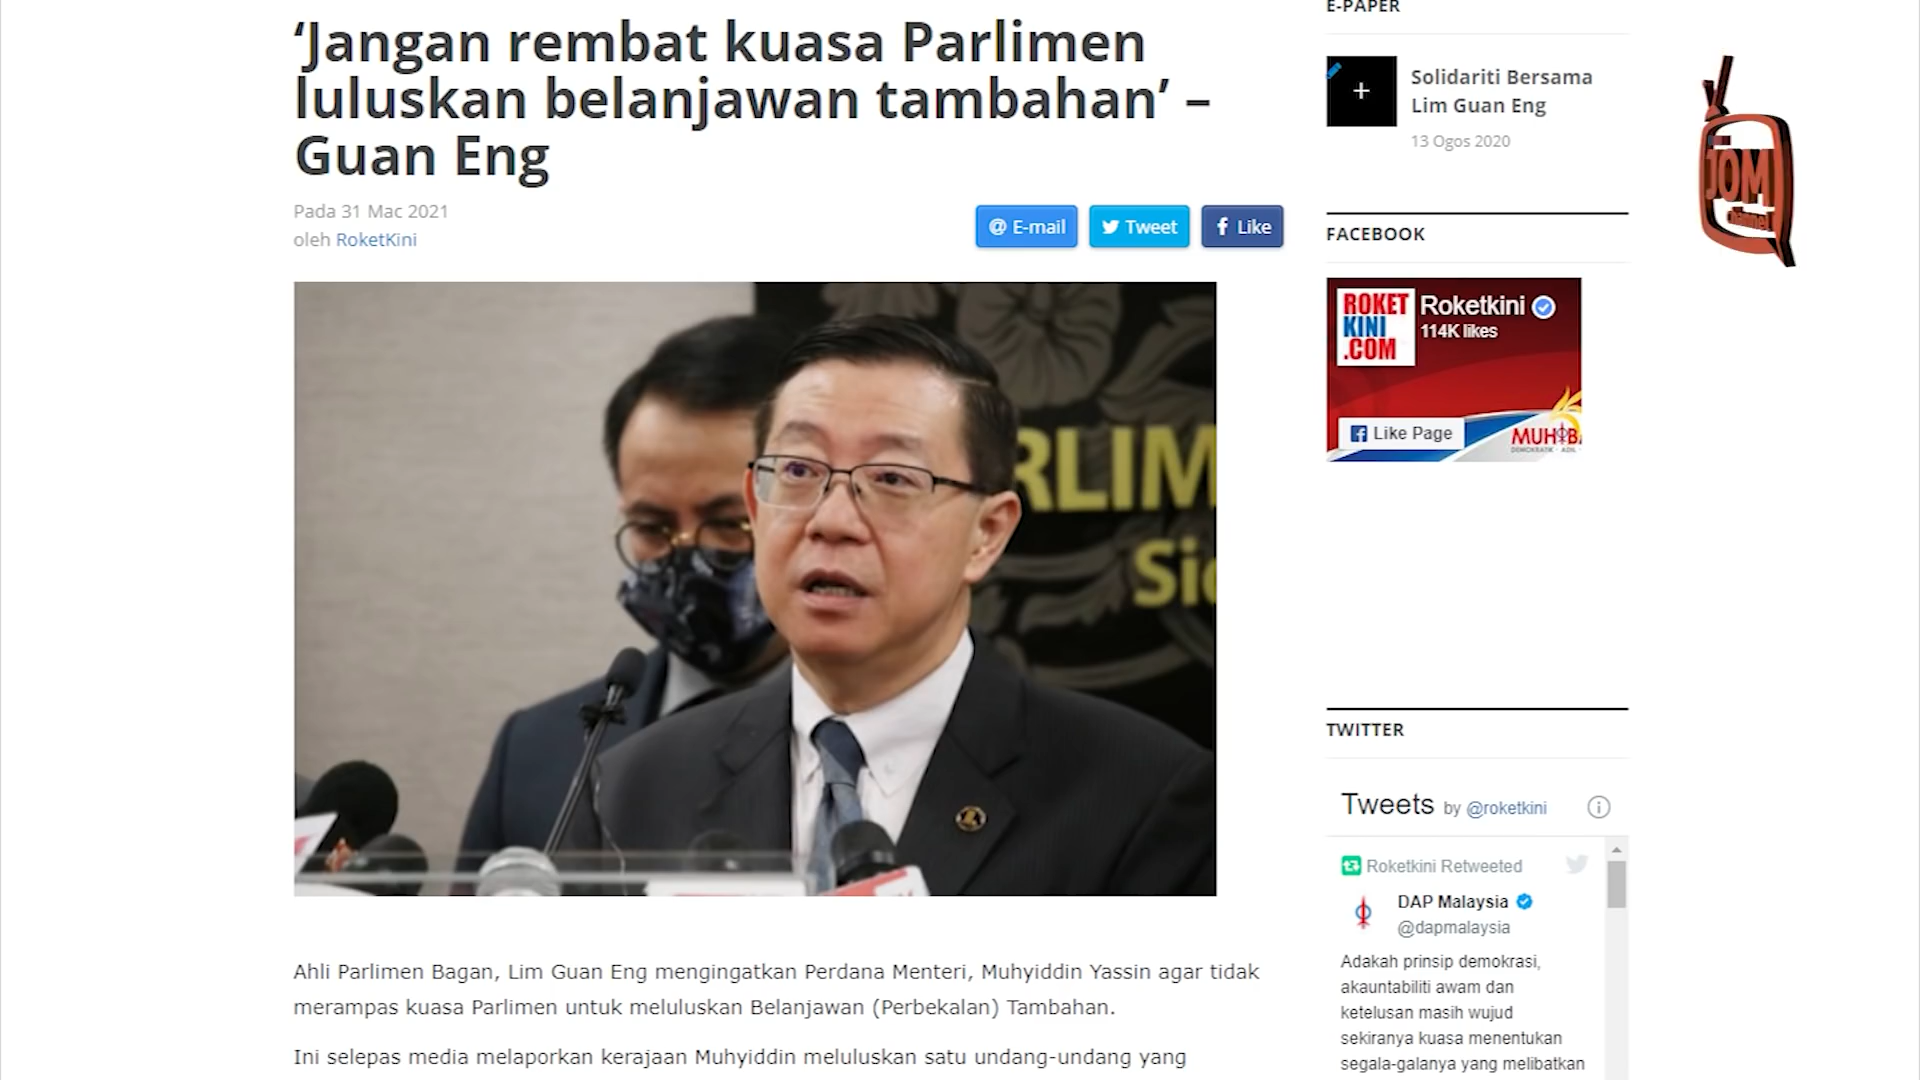 ‘Jangan rembat kuasa Parlimen
luluskan belanjawan tambahan’ –
Guan Eng
Pada 31 Mac 2021
oleh RoketKini
@ E-mail
Tweet
Like
RLIM
Ahli Parlimen Bagan, Lim Guan Eng mengingatkan Perdana Menteri, Muhyiddin Yassin agar tidak
merampas kuasa Parlimen untuk meluluskan Belanjawan (Perbekalan) Tambahan.
Ini selepas media melaporkan kerajaan Muhyiddin meluluskan satu undang-undang yang
E-PAPER
Solidariti Bersama
Lim Guan Eng
13 Ogos 2020
FACEBOOK
ROKET
KINI
.COM
Roketkini
114K likes
Like Page
MUHIBA
TWITTER
Tweets by @roketkini
Roketkini Retweeted
DAP Malaysia
@dapmalaysia
Adakah prinsip demokrasi,
akauntabiliti awam dan
ketelusan masih wujud
sekiranya kuasa menentukan
segala-galanya yang melibatkan
JOM